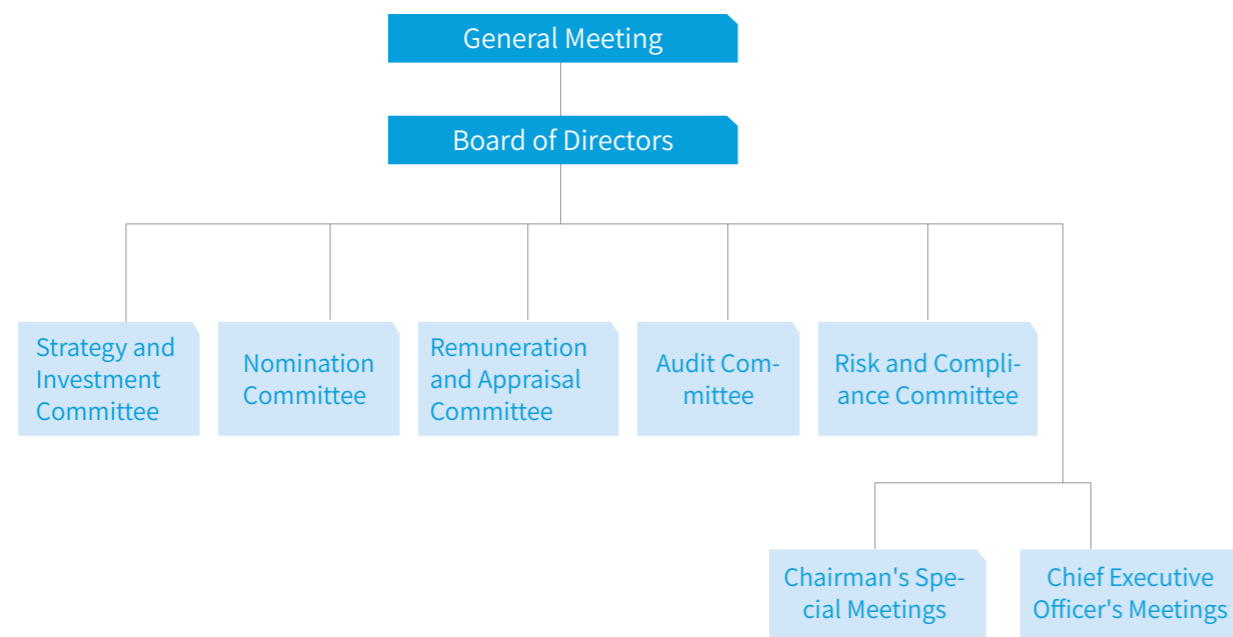 General Meeting
Board of Directors
Strategy and
Investment
Committee
Nomination
Committee
Remuneration
and Appraisal
Committee
Audit Com-
mittee
Risk and Compli-
ance Committee
Chairman's Spe-
cial Meetings
Chief Executive
Officer's Meetings